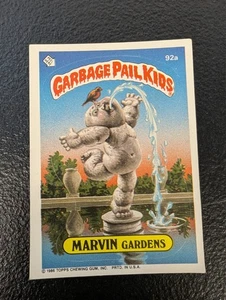 92a
GARBAGE PAIL KIDS
MARVIN GARDENS
© 1986 TOPPS CHEWING GUM, INC. PRTD. IN U.S.A.